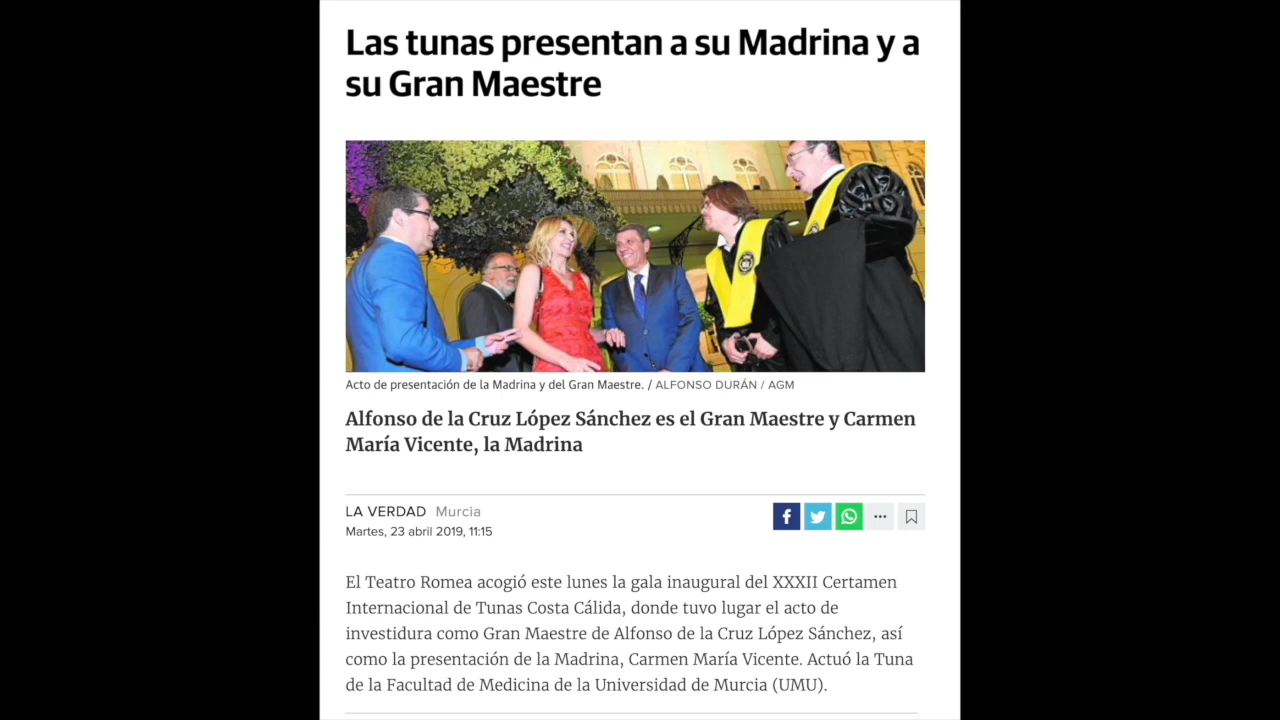 Las tunas presentan a su Madrina y a
su Gran Maestre
Acto de presentación de la Madrina y del Gran Maestre. / ALFONSO DURÁN / AGM
Alfonso de la Cruz López Sánchez es el Gran Maestre y Carmen
María Vicente, la Madrina
LA VERDAD Murcia
Martes, 23 abril 2019, 11:15
El Teatro Romea acogió este lunes la gala inaugural del XXXII Certamen
Internacional de Tunas Costa Cálida, donde tuvo lugar el acto de
investidura como Gran Maestre de Alfonso de la Cruz López Sánchez, así
como la presentación de la Madrina, Carmen María Vicente. Actuó la Tuna
de la Facultad de Medicina de la Universidad de Murcia (UMU).